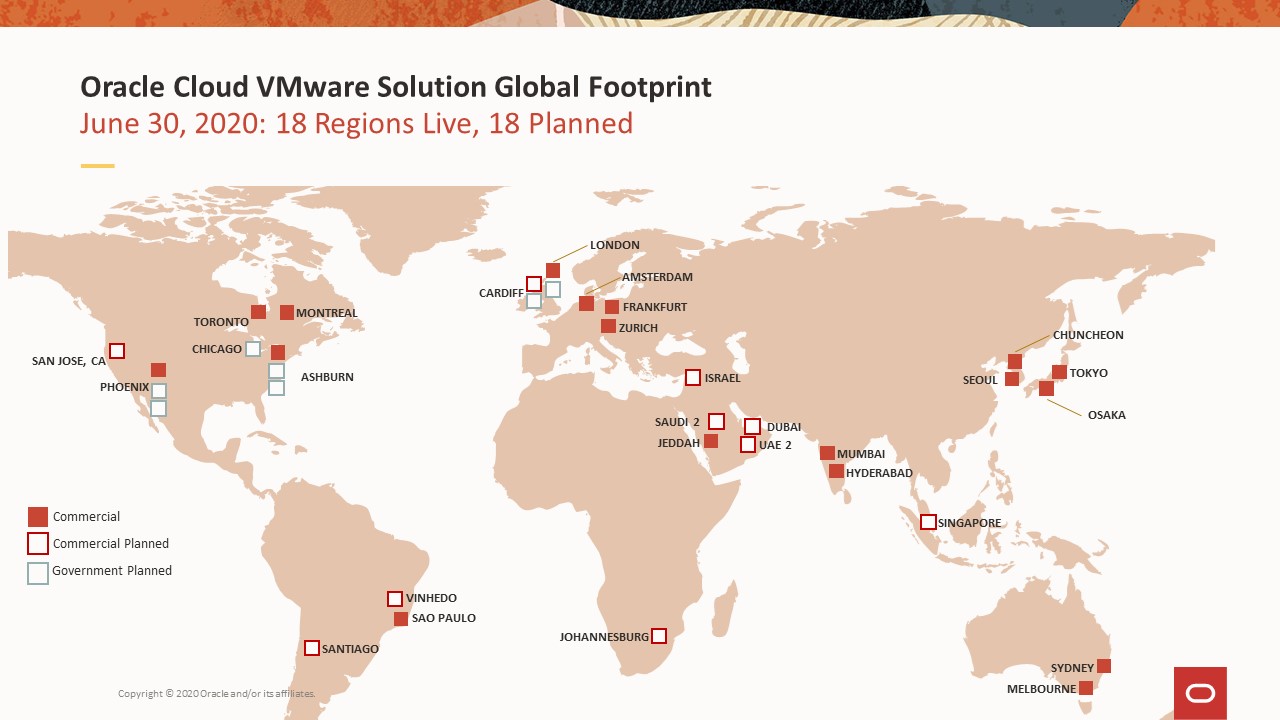 Oracle Cloud VMware Solution Global Footprint
June 30, 2020: 18 Regions Live, 18 Planned
LONDON
AMSTERDAM
CARDIFF
FRANKFURT
MONTREAL
TORONTO
ZURICH
CHUNCHEON
CHICAGO
SAN JOSE, CA
ASHBURN
ISRAEL
SEOUL
TOKYO
PHOENIX
OSAKA
SAUDI 2
DUBAI
JEDDAH
UAE 2
MUMBAI
HYDERABAD
Commercial
SINGAPORE
Commercial Planned
Government Planned
VINHEDO
SAO PAULO
JOHANNESBURG
SANTIAGO
SYDNEY
MELBOURNE
Copyright © 2020 Oracle and/or its affiliates.